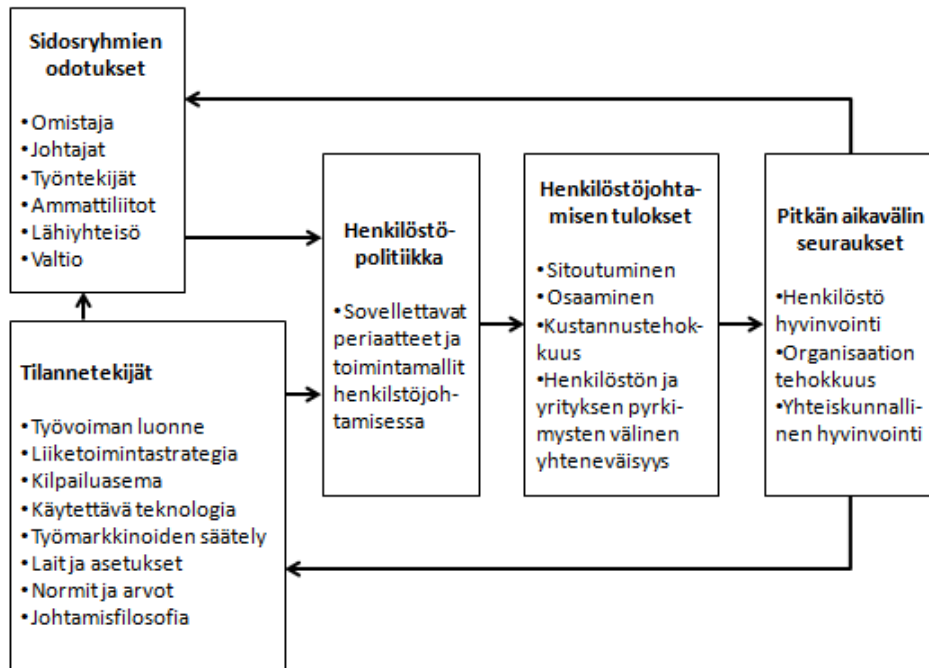 Sidosryhmien
odotukset
•Omistaja
•Johtajat
•Työntekijät
•Ammattiliitot
•Lähiyhteisö
•Valtio
Tilannetekijät
•Työvoiman luonne
•Liiketoimintastrategia
•Kilpailuasema
•Käytettävä teknologia
•Työmarkkinoiden säätely
•Lait ja asetukset
•Normit ja arvot
•Johtamisfilosofia
Henkilöstö-
politiikka
•Sovellettavat
periaatteet ja
toimintamallit
henkilstöjoh-
tamisessa
Henkilöstöjohta-
misen tulokset
•Sitoutuminen
•Osaaminen
•Kustannustehok-
kuus
•Henkilöstön ja
yrityksen pyrki-
mysten välinen
yhteneväisyys
Pitkän aikavälin
seuraukset
•Henkilöstö
hyvinvointi
•Organisaation
tehokkuus
•Yhteiskunnalli-
nen hyvinvointi